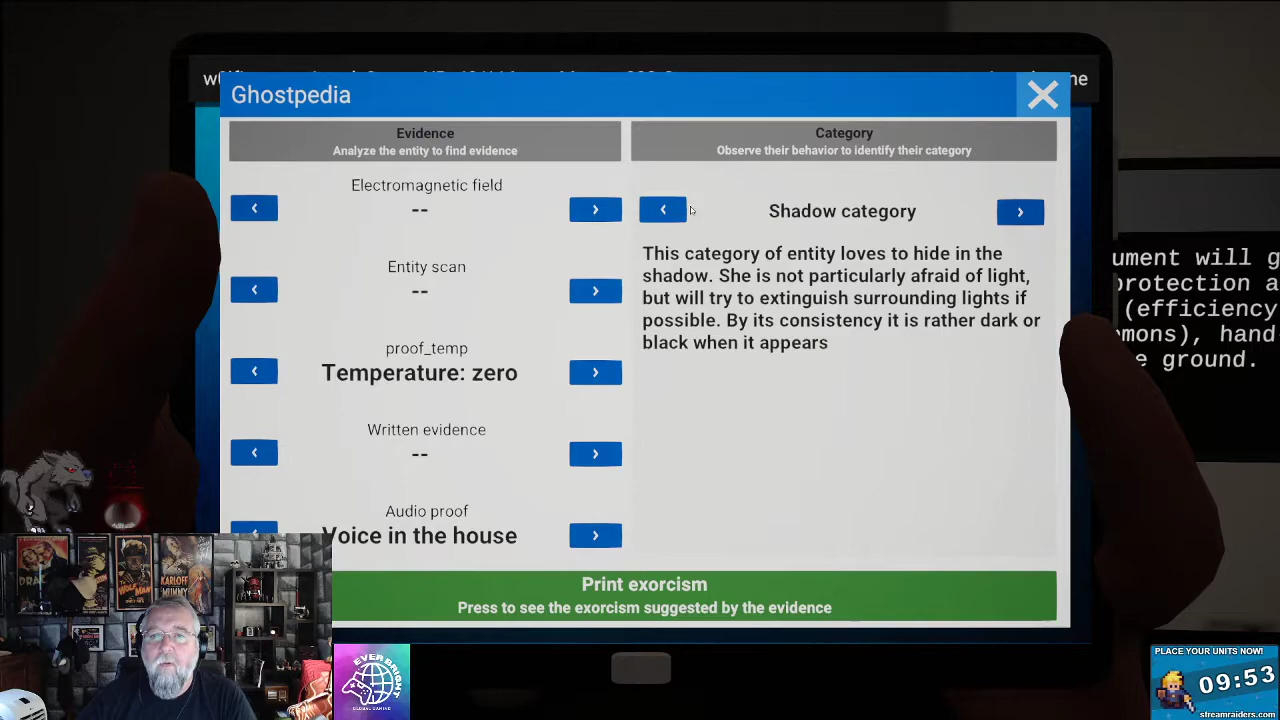 Ghostpedia
Evidence
Analyze the entity to find evidence
Category
Observe their behavior to identify their category
Electromagnetic field
--
Entity scan
--
proof_temp
Temperature: zero
Written evidence
--
Audio proof
Voice in the house
Shadow category
This category of entity loves to hide in the
shadow. She is not particularly afraid of light,
but will try to extinguish surrounding lights if
possible. By its consistency it is rather dark or
black when it appears
Print exorcism
Press to see the exorcism suggested by the evidence
ument will g
protection a
(efficiency
mons), hand
e ground.
EVER BRIGHT
GLOBAL GAMING
PLACE YOUR UNITS NOW!
09:53
streamraiders.com